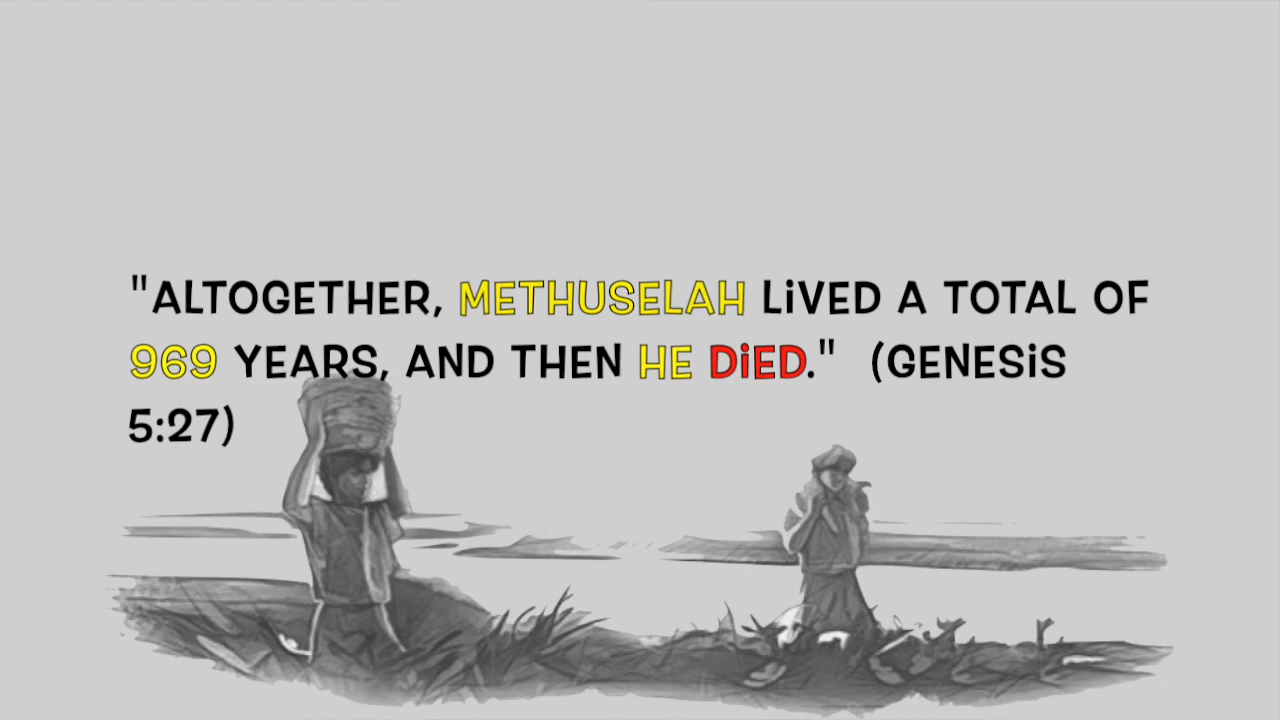 "ALTOGETHER, METHUSELAH LiVED A TOTAL OF
969 YEARS, AND THEN HE DiED."  (GENESiS
5:27)